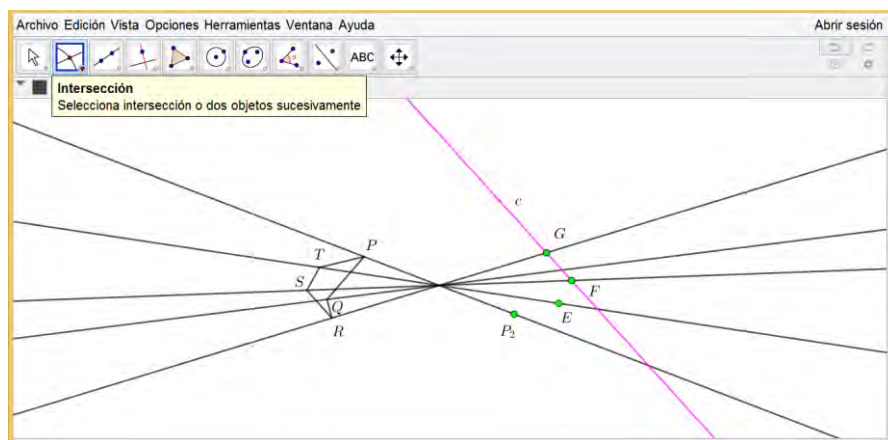 Archivo Edición Vista Opciones Herramientas Ventana Ayuda Abrir sesión
ABC
Intersección
Selecciona intersección o dos objetos sucesivamente
c
G
P
T
S
F
Q
E
R
P₂